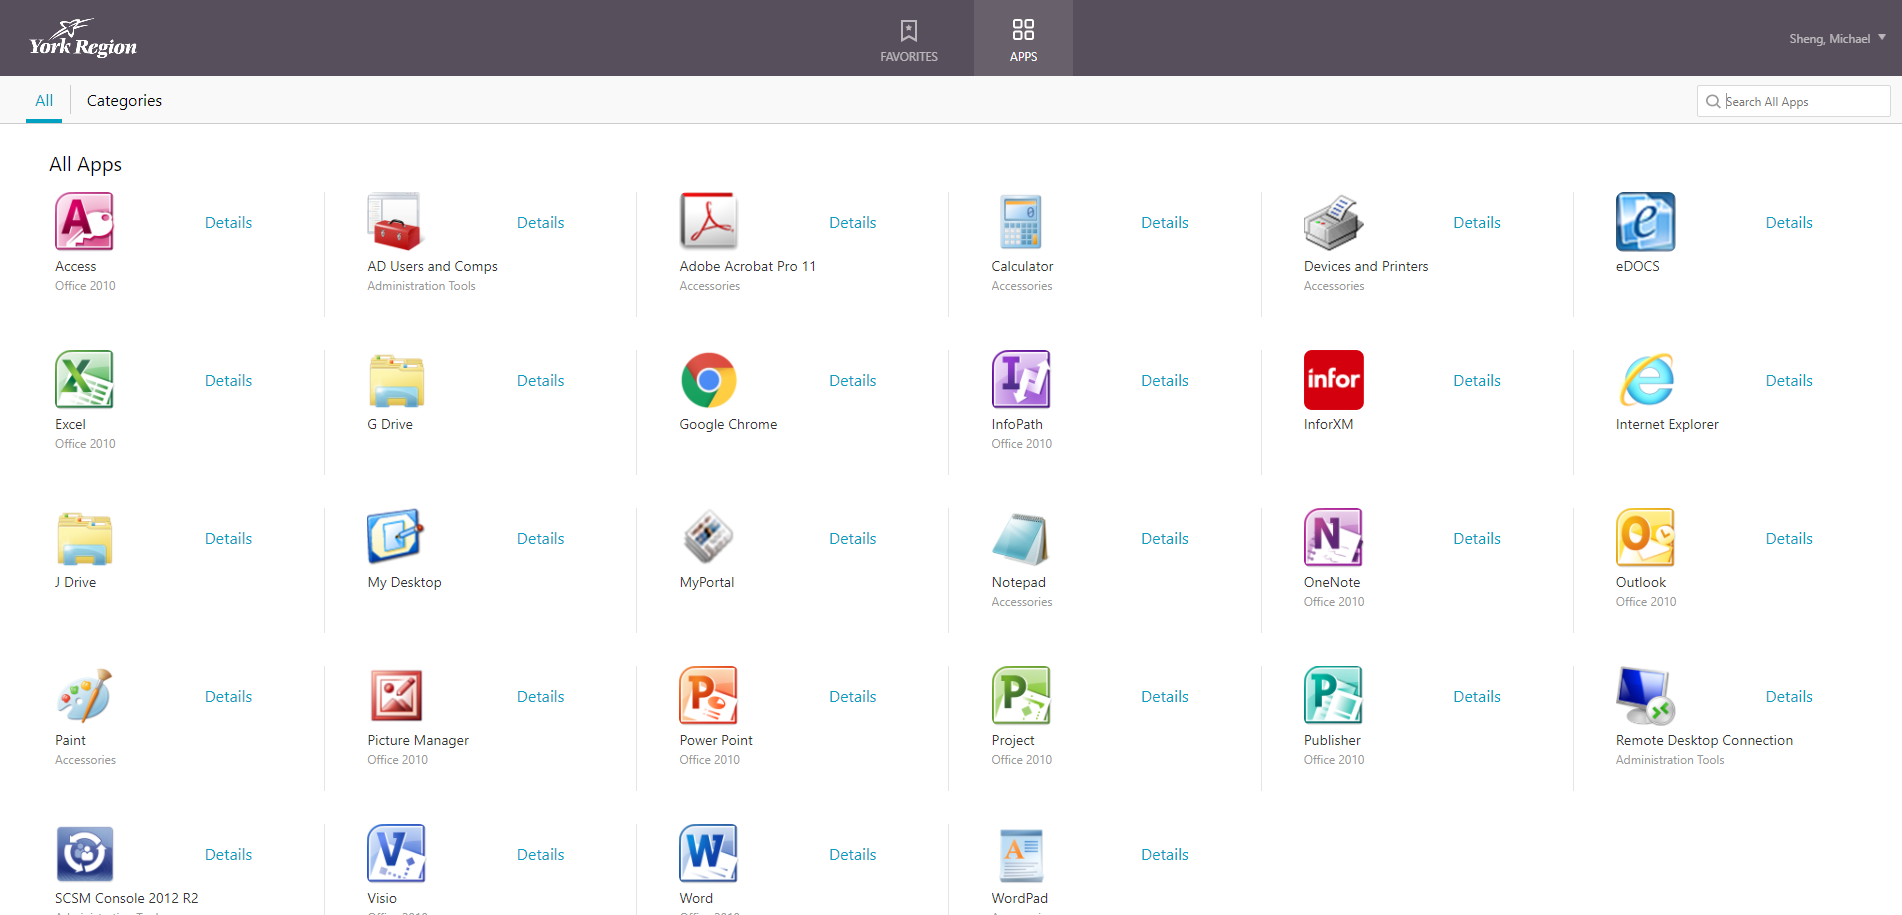 York Region
FAVORITES
APPS
Sheng, Michael
All
Categories
Search All Apps
All Apps
Details
Details
Details
Details
Details
Details
Access
AD Users and Comps
Adobe Acrobat Pro 11
Calculator
Devices and Printers
eDOCS
Office 2010
Administration Tools
Accessories
Accessories
Accessories
infor
Details
Details
Details
Details
Details
Details
Excel
G Drive
Google Chrome
InfoPath
InforXM
Internet Explorer
Office 2010
Office 2010
Details
Details
Details
Details
Details
Details
J Drive
My Desktop
MyPortal
Notepad
OneNote
Outlook
Accessories
Office 2010
Office 2010
Details
Details
Details
Details
Details
Details
Paint
Picture Manager
Power Point
Project
Publisher
Remote Desktop Connection
Accessories
Office 2010
Office 2010
Office 2010
Office 2010
Administration Tools
Details
Details
Details
Details
SCSM Console 2012 R2
Visio
Word
WordPad